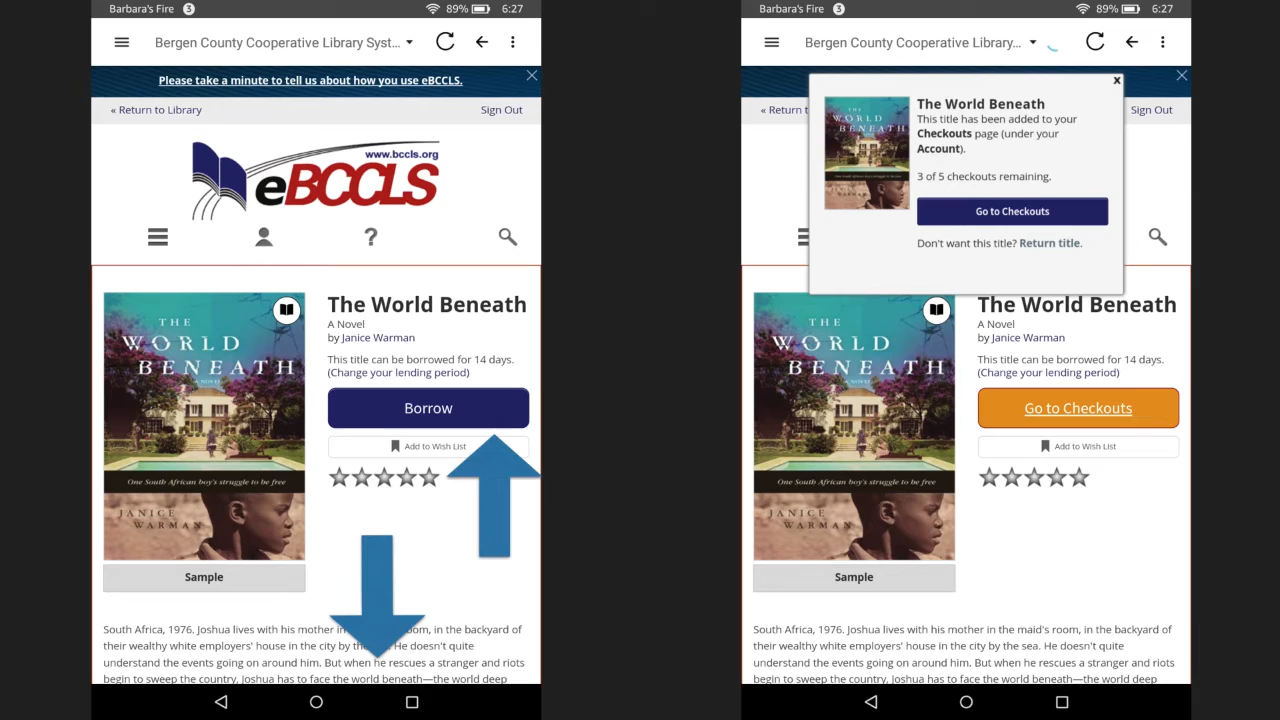 Barbara's Fire 3 89% 6:27
Bergen County Cooperative Library Syst...
Please take a minute to tell us about how you use eBCCLS.
« Return to Library Sign Out
www.bccls.org
eBCCLS
?
THE
WORLD
BENEATH
A NOVEL
One South African boy's struggle to be free
JANICE
WARMAN
Sample
The World Beneath
A Novel
by Janice Warman
This title can be borrowed for 14 days.
(Change your lending period)
Borrow
Add to Wish List
South Africa, 1976. Joshua lives with his mother in oom, in the backyard of
their wealthy white employers' house in the city by the . He doesn't quite
understand the events going on around him. But when he rescues a stranger and riots
begin to sweep the country, Joshua has to face the world beneath—the world deep
Barbara's Fire 3 89% 6:27
Bergen County Cooperative Library...
« Return t Sign Out
THE
WORLD
BENEATH
One South African boy's struggle to be free
x
The World Beneath
This title has been added to your
Checkouts page (under your
Account).
3 of 5 checkouts remaining.
Go to Checkouts
Don't want this title? Return title.
THE
WORLD
BENEATH
A NOVEL
One South African boy's struggle to be free
JANICE
WARMAN
Sample
The World Beneath
A Novel
by Janice Warman
This title can be borrowed for 14 days.
(Change your lending period)
Go to Checkouts
Add to Wish List
South Africa, 1976. Joshua lives with his mother in the maid's room, in the backyard of
their wealthy white employers' house in the city by the sea. He doesn't quite
understand the events going on around him. But when he rescues a stranger and riots
begin to sweep the country, Joshua has to face the world beneath—the world deep